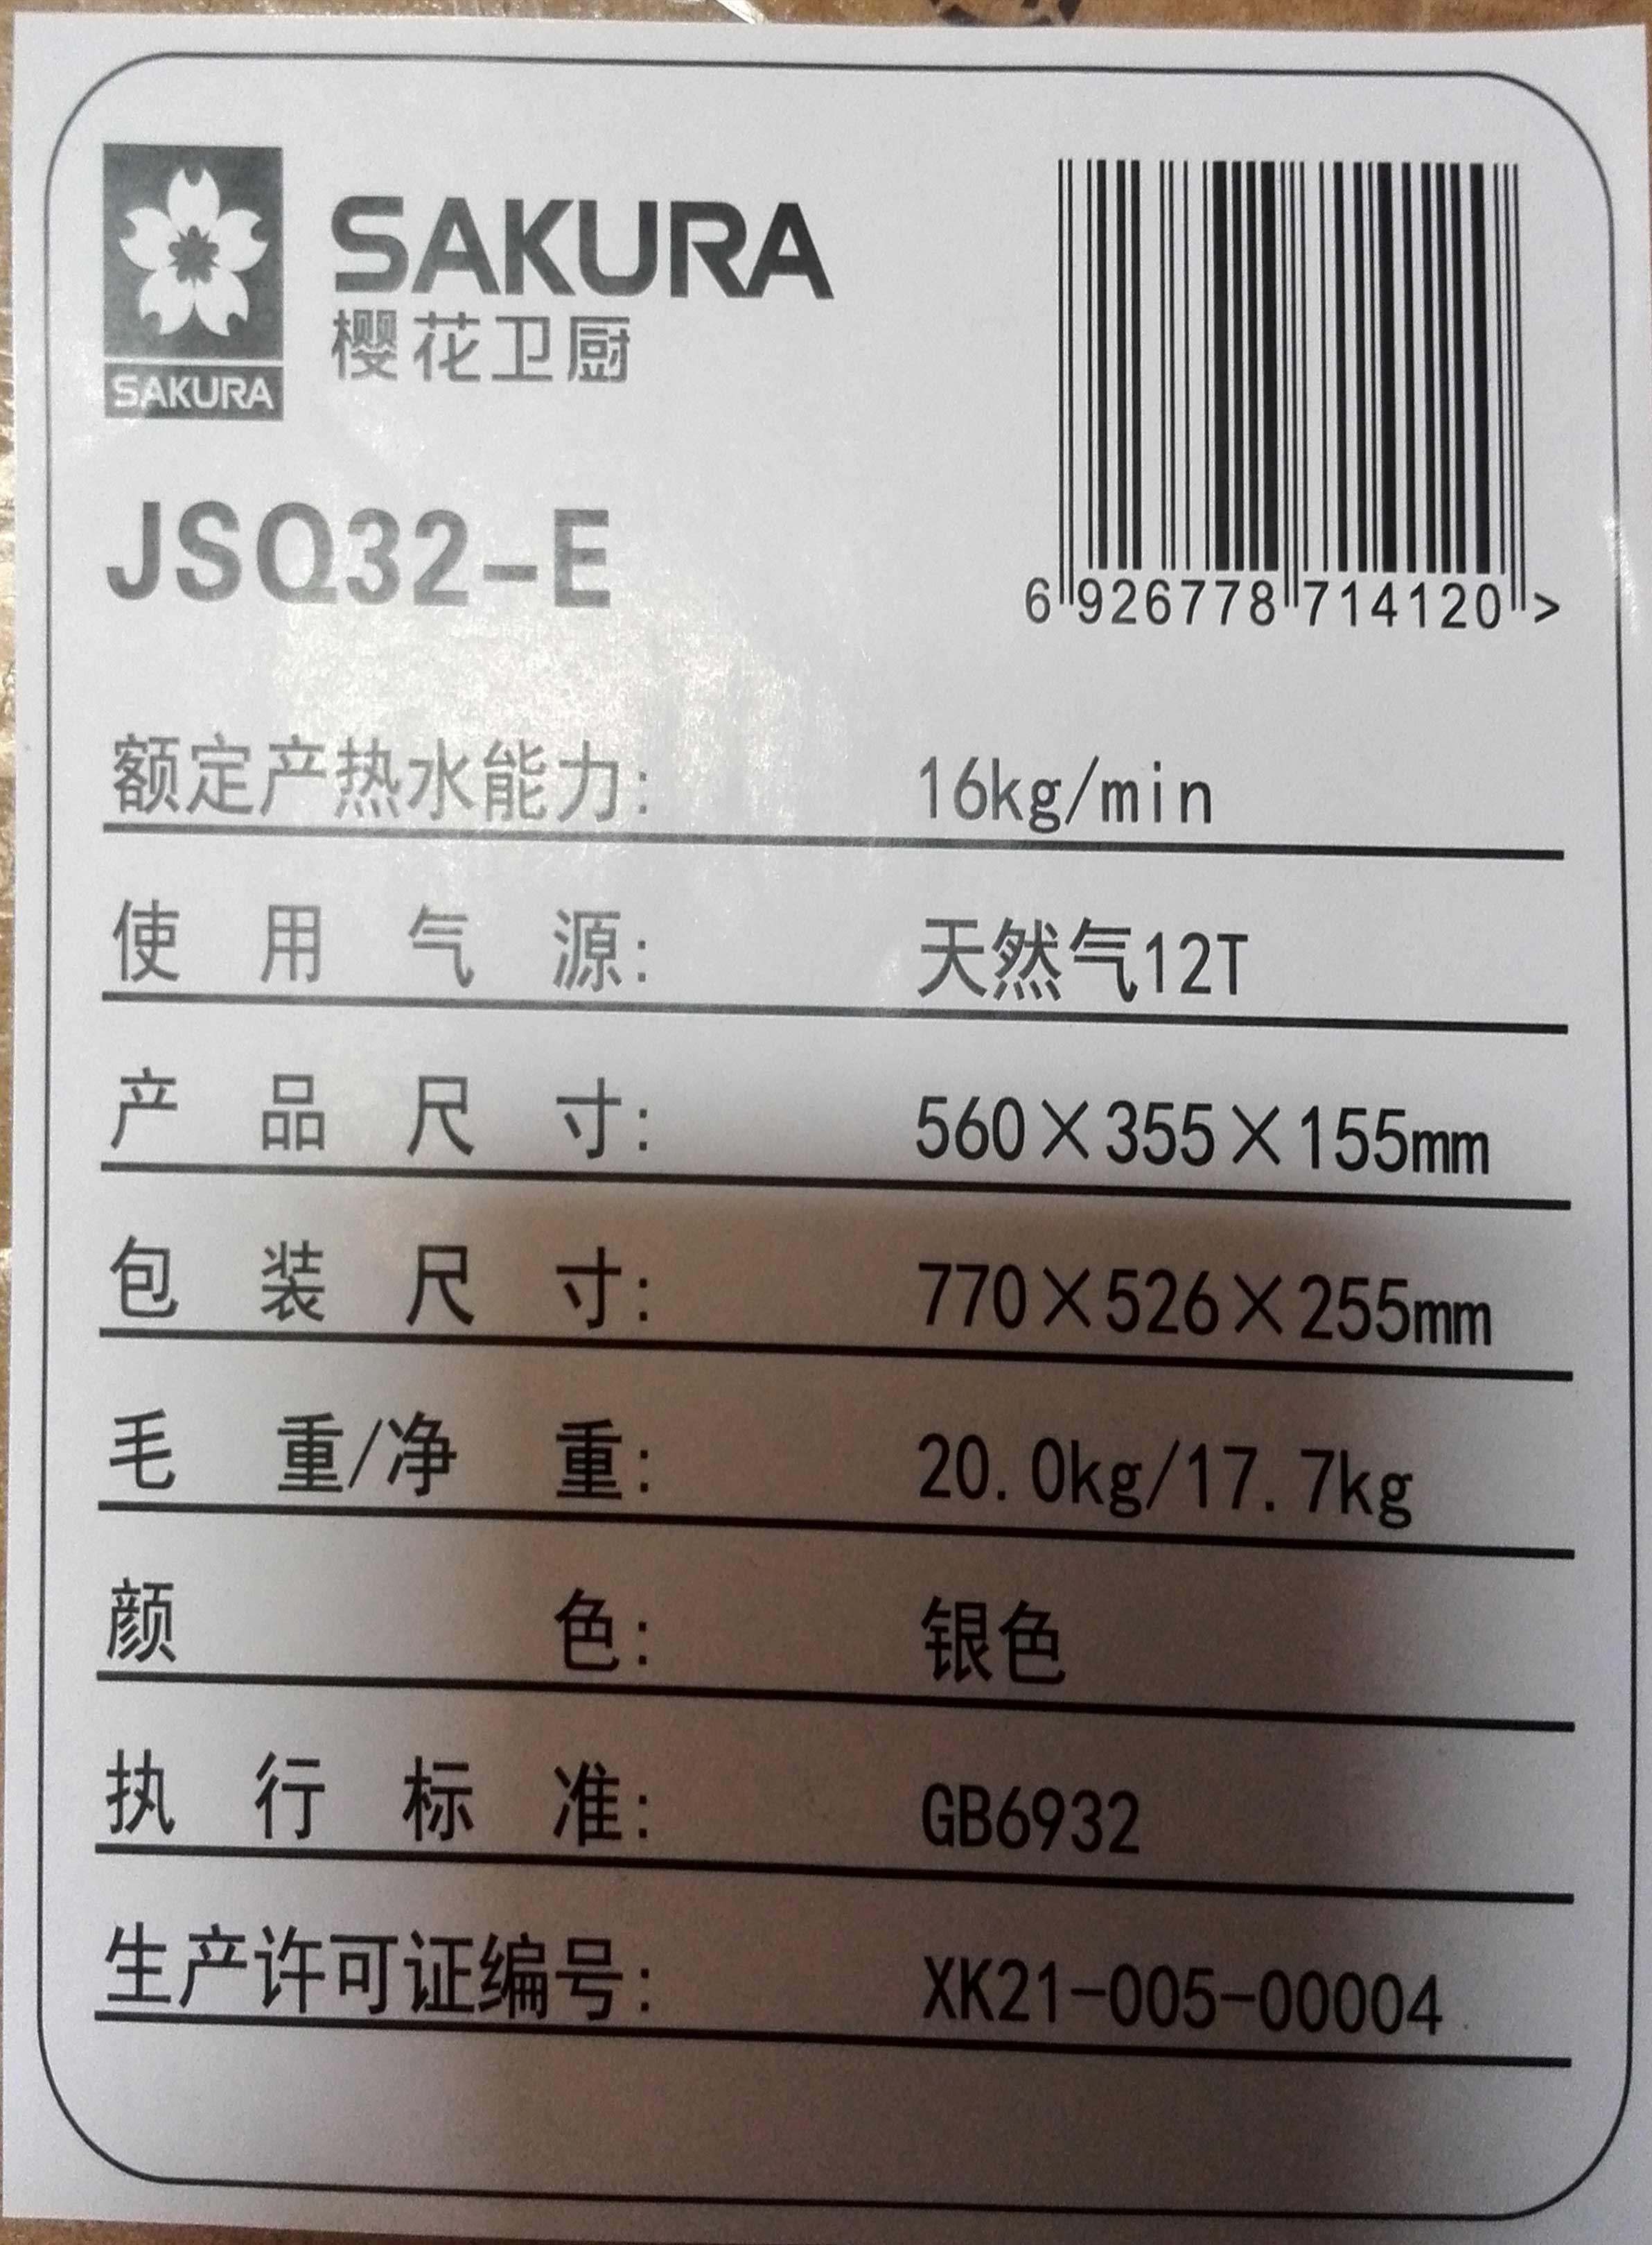 SAKURA
SAKURA
樱花卫厨
JSQ32-E
6 926778 714120 >
额定产热水能力: 16kg/min
使用气源: 天然气12T
产品尺寸: 560×355×155mm
包装尺寸: 770×526×255mm
毛重/净重: 20.0kg/17.7kg
颜色: 银色
执行标准: GB6932
生产许可证编号: XK21-005-00004